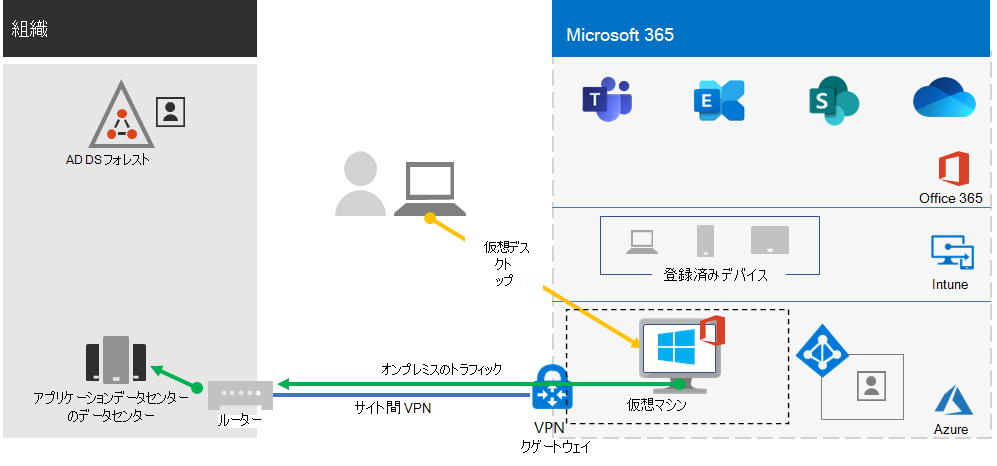 組織
Microsoft 365
AD DSフォレスト
Office 365
仮想デス
クト
ップ
登録済みデバイス
Intune
オンプレミスのトラフィック
アプリケーションデータセンター
のデータセンター
ルーター
サイト間 VPN
VPN
クゲートウェイ
仮想マシン
Azure
T
E
S